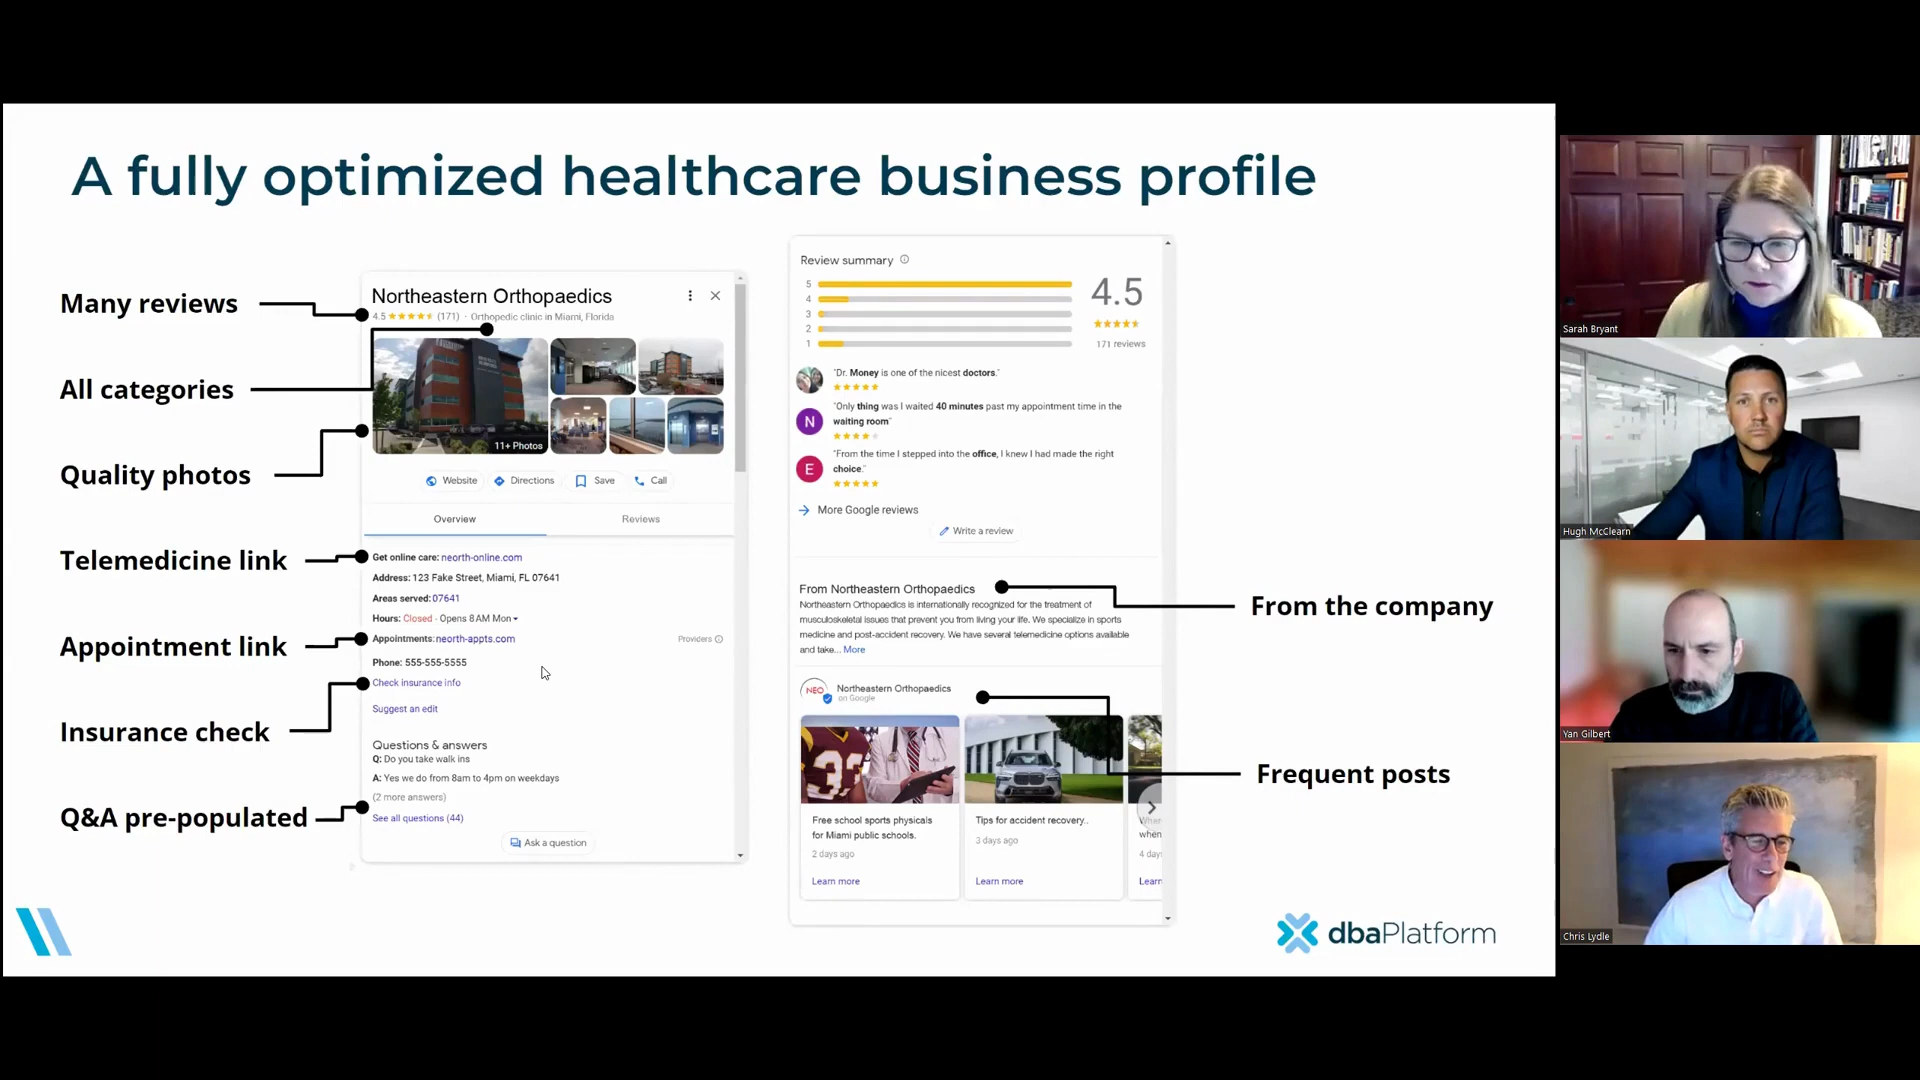 A fully optimized healthcare business profile
Many reviews
All categories
Quality photos
Telemedicine link
Appointment link
Insurance check
Q&A pre-populated
Northeastern Orthopaedics
4.5 (171) · Orthopedic clinic in Miami, Florida
11+ Photos
Website Directions Save Call
Overview Reviews
Get online care: neorth-online.com
Address: 123 Fake Street, Miami, FL 07641
Areas served: 07641
Hours: Closed · Opens 8 AM Mon
Appointments: neorth-appts.com Providers
Phone: 555-555-5555
Check insurance info
Suggest an edit
Questions & answers
Q: Do you take walk ins
A: Yes we do from 8am to 4pm on weekdays
(2 more answers)
See all questions (44)
Ask a question
Review summary
5
4
3
2
1
4.5
171 reviews
"Dr. Money is one of the nicest doctors."
N
"Only thing was I waited 40 minutes past my appointment time in the
waiting room"
E
"From the time I stepped into the office, I knew I had made the right
choice."
More Google reviews
Write a review
From Northeastern Orthopaedics
Northeastern Orthopaedics is internationally recognized for the treatment of
musculoskeletal issues that prevent you from living your life. We specialize in sports
medicine and post-accident recovery. We have several telemedicine options available
and take... More
NEO
Northeastern Orthopaedics
on Google
Free school sports physicals
for Miami public schools.
2 days ago
Learn more
Tips for accident recovery..
3 days ago
Learn more
When
when
4 day
Learn
From the company
Frequent posts
dbaPlatform
Sarah Bryant
Hugh McClearn
Yan Gilbert
Chris Lydle